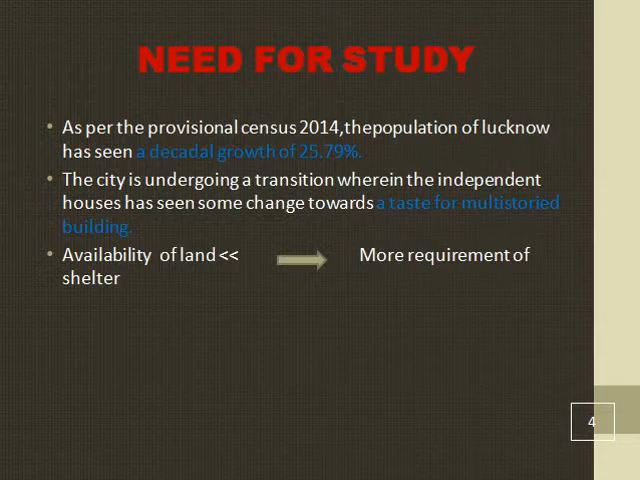 NEED FOR STUDY
• As per the provisional census 2014,thepopulation of lucknow
has seen a decadal growth of 25.79%.
• The city is undergoing a transition wherein the independent
houses has seen some change towards a taste for multistoried
building.
• Availability of land << More requirement of
shelter
4